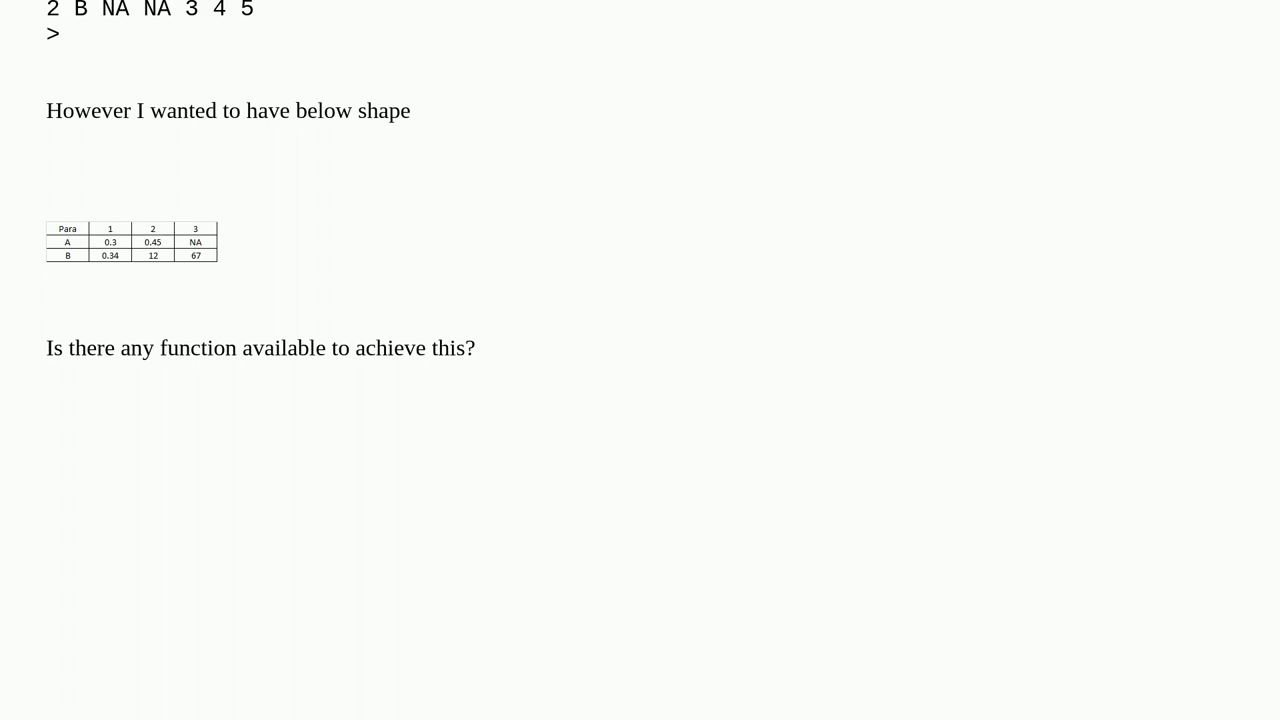 2 B NA NA 3 4 5
>
However I wanted to have below shape
Para 1 2 3
A 0.3 0.45 NA
B 0.34 12 67
Is there any function available to achieve this?